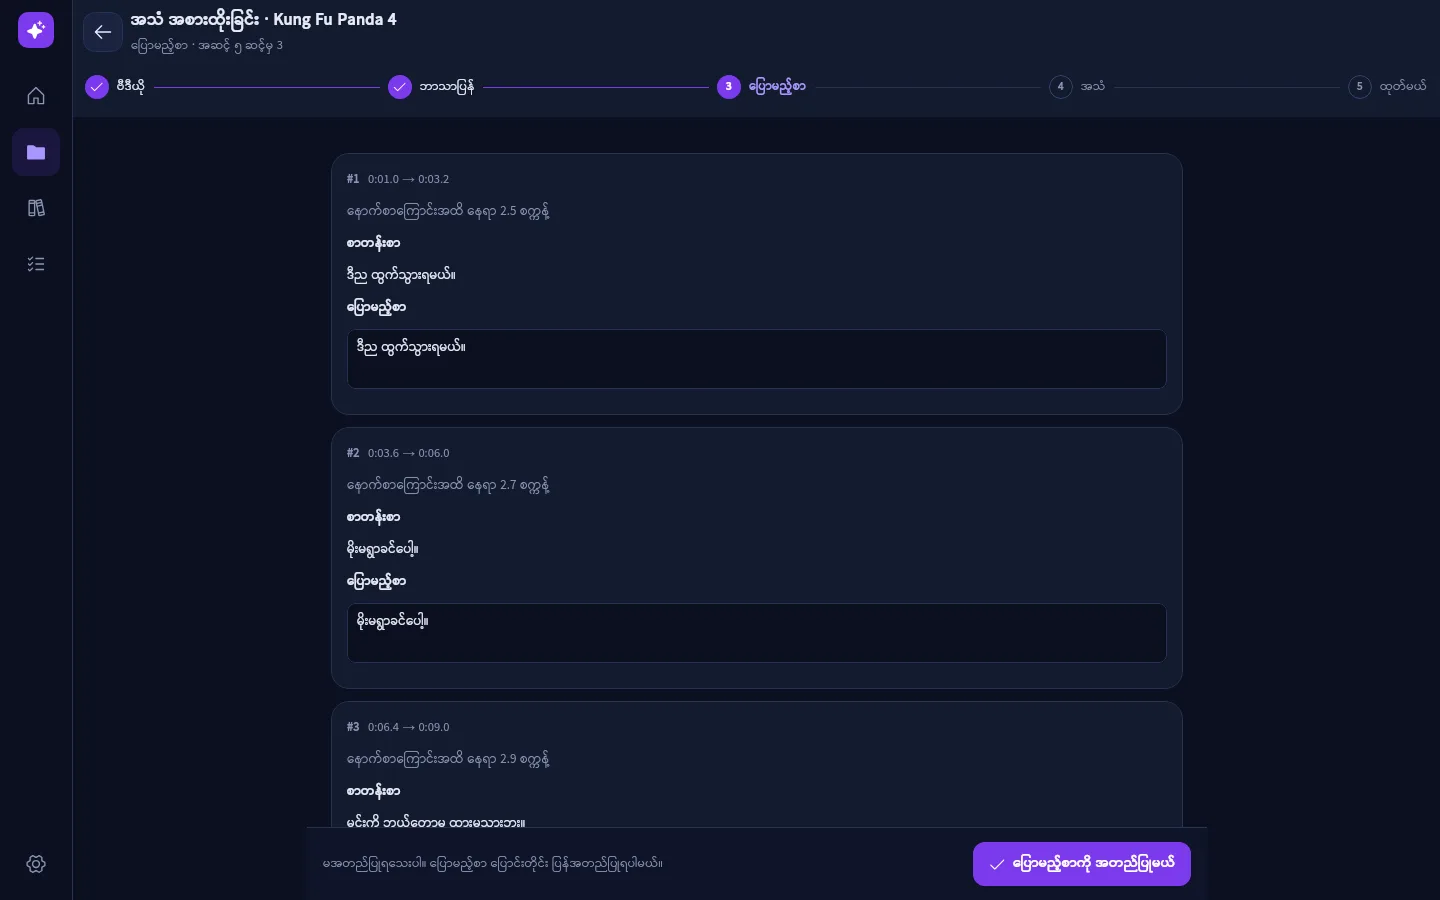 အသံ အစားထိုးခြင်း · Kung Fu Panda 4
ပြောမည့်စာ · အဆင့် ၅ ဆင့်မှ 3
ဗီဒီယို
ဘာသာပြန်
3 ပြောမည့်စာ
4 အသံ
5 ထုတ်မယ်
#1 0:01.0 → 0:03.2
နောက်စာကြောင်းအထိ နေရာ 2.5 စက္ကန့်
စာတန်းစာ
ဒီည ထွက်သွားရမယ်။
ပြောမည့်စာ
ဒီည ထွက်သွားရမယ်။
#2 0:03.6 → 0:06.0
နောက်စာကြောင်းအထိ နေရာ 2.7 စက္ကန့်
စာတန်းစာ
မိုးမရွာခင်ပေါ့။
ပြောမည့်စာ
မိုးမရွာခင်ပေါ့။
#3 0:06.4 → 0:09.0
နောက်စာကြောင်းအထိ နေရာ 2.9 စက္ကန့်
စာတန်းစာ
မင်းကို ဘယ်တော့မှ ထားမသွားဘူး။
မအတည်ပြုရသေးပါ။ ပြောမည့်စာ ပြောင်းတိုင်း ပြန်အတည်ပြုရပါမယ်။
ပြောမည့်စာကို အတည်ပြုမယ်